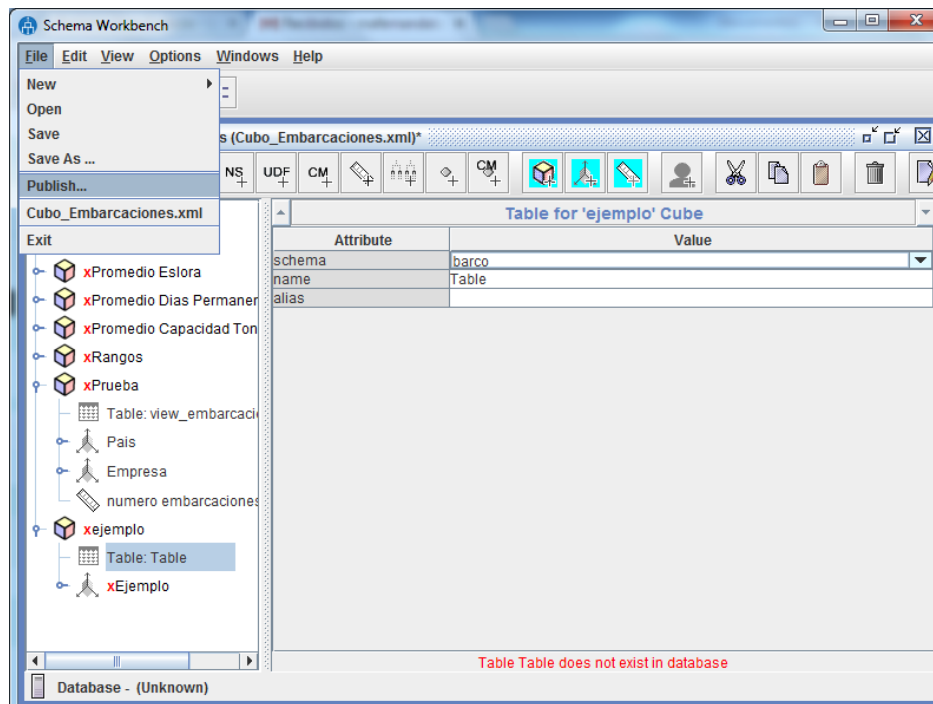 Schema Workbench
File Edit View Options Windows Help
New
Open
Save
Save As ...
Publish...
Cubo_Embarcaciones.xml
Exit
s (Cubo_Embarcaciones.xml)*
NS UDF CM CM
Table for 'ejemplo' Cube
Attribute Value
schema barco
name Table
alias
xPromedio Eslora
xPromedio Dias Permaner
xPromedio Capacidad Ton
xRangos
xPrueba
Table: view_embarcaci
Pais
Empresa
numero embarcaciones
xejemplo
Table: Table
xEjemplo
Table Table does not exist in database
Database - (Unknown)